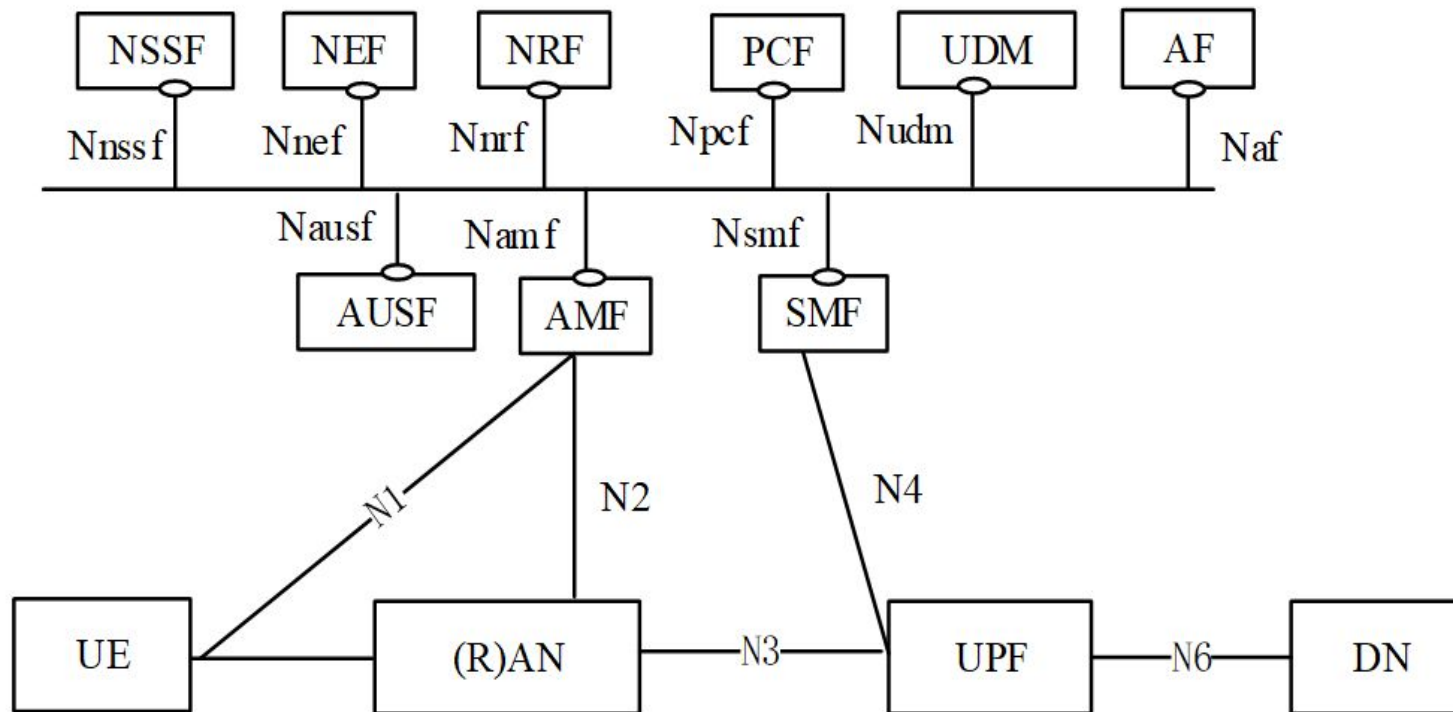 NSSF NEF NRF PCF UDM AF
Nnssf Nnef Nnrf Npcf Nudm Naf
Nausf Namf Nsmf
AUSF AMF SMF
N1 N2 N4
UE (R)AN N3 UPF N6 DN